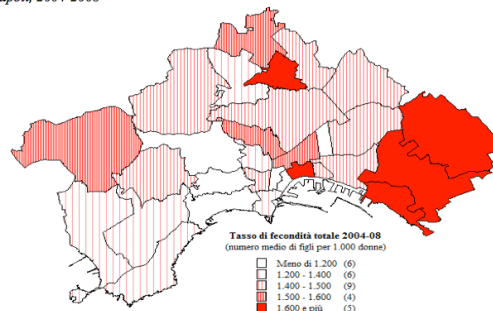 2004-2008
Tasso di fecondità totale 2004-08
(numero medio di figli per 1.000 donne)
Meno di 1.200 (6)
1.200 - 1.400 (6)
1.400 - 1.500 (9)
1.500 - 1.600 (4)
1.600 e più (5)